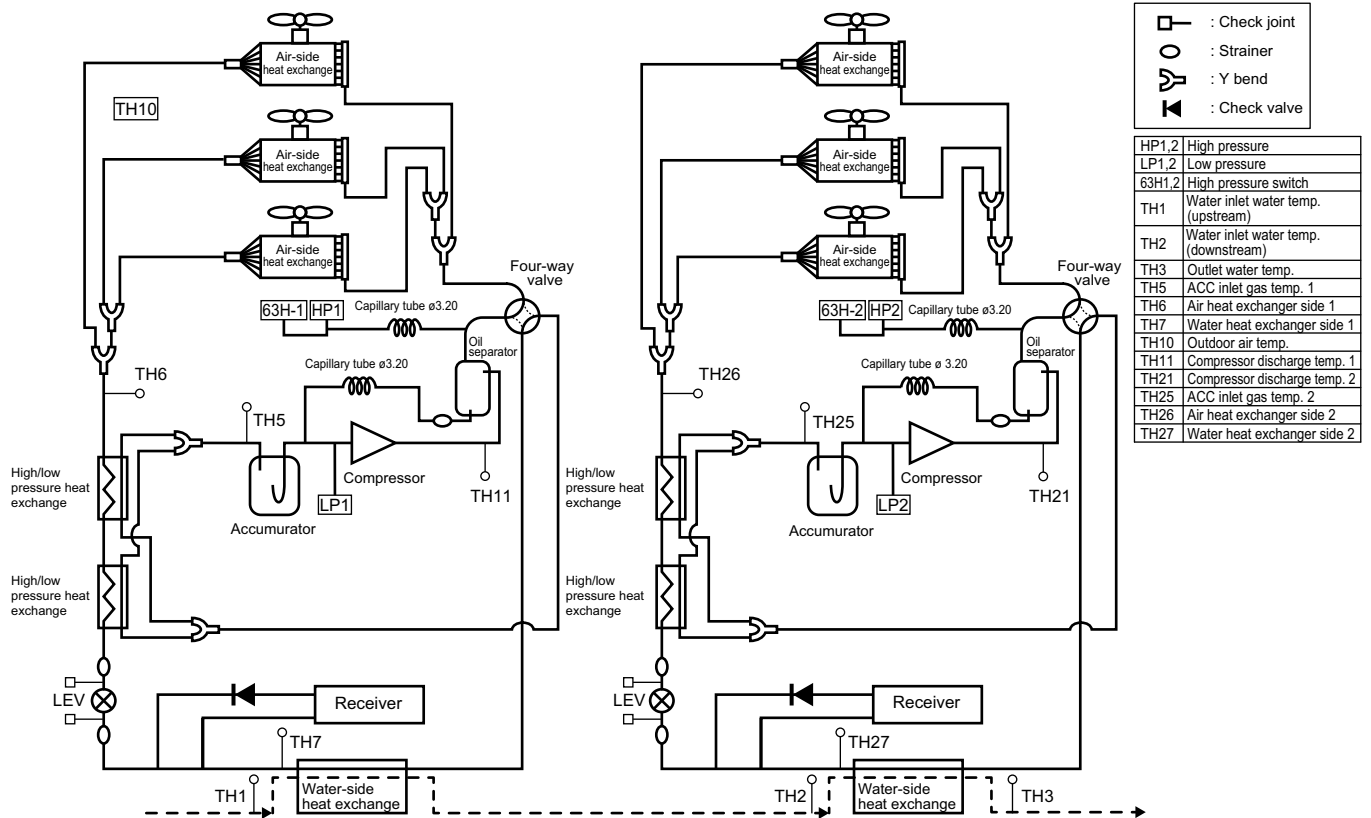 Air-side
heat exchange
TH10
Air-side
heat exchange
Air-side
heat exchange
Four-way
valve
63H-1
HP1
Capillary tube ø3.20
Oil
separator
Capillary tube ø3.20
TH6
TH5
High/low
pressure heat
exchange
Compressor
TH11
LP1
Accumurator
High/low
pressure heat
exchange
LEV
Receiver
TH7
TH1
Water-side
heat exchange
Air-side
heat exchange
Air-side
heat exchange
Air-side
heat exchange
Four-way
valve
63H-2
HP2
Capillary tube ø3.20
Oil
separator
Capillary tube ø 3.20
TH26
TH25
High/low
pressure heat
exchange
Compressor
TH21
LP2
Accumurator
High/low
pressure heat
exchange
LEV
Receiver
TH27
TH2
Water-side
heat exchange
TH3
: Check joint
: Strainer
: Y bend
: Check valve
HP1,2 High pressure
LP1,2 Low pressure
63H1,2 High pressure switch
TH1 Water inlet water temp.
(upstream)
TH2 Water inlet water temp.
(downstream)
TH3 Outlet water temp.
TH5 ACC inlet gas temp. 1
TH6 Air heat exchanger side 1
TH7 Water heat exchanger side 1
TH10 Outdoor air temp.
TH11 Compressor discharge temp. 1
TH21 Compressor discharge temp. 2
TH25 ACC inlet gas temp. 2
TH26 Air heat exchanger side 2
TH27 Water heat exchanger side 2